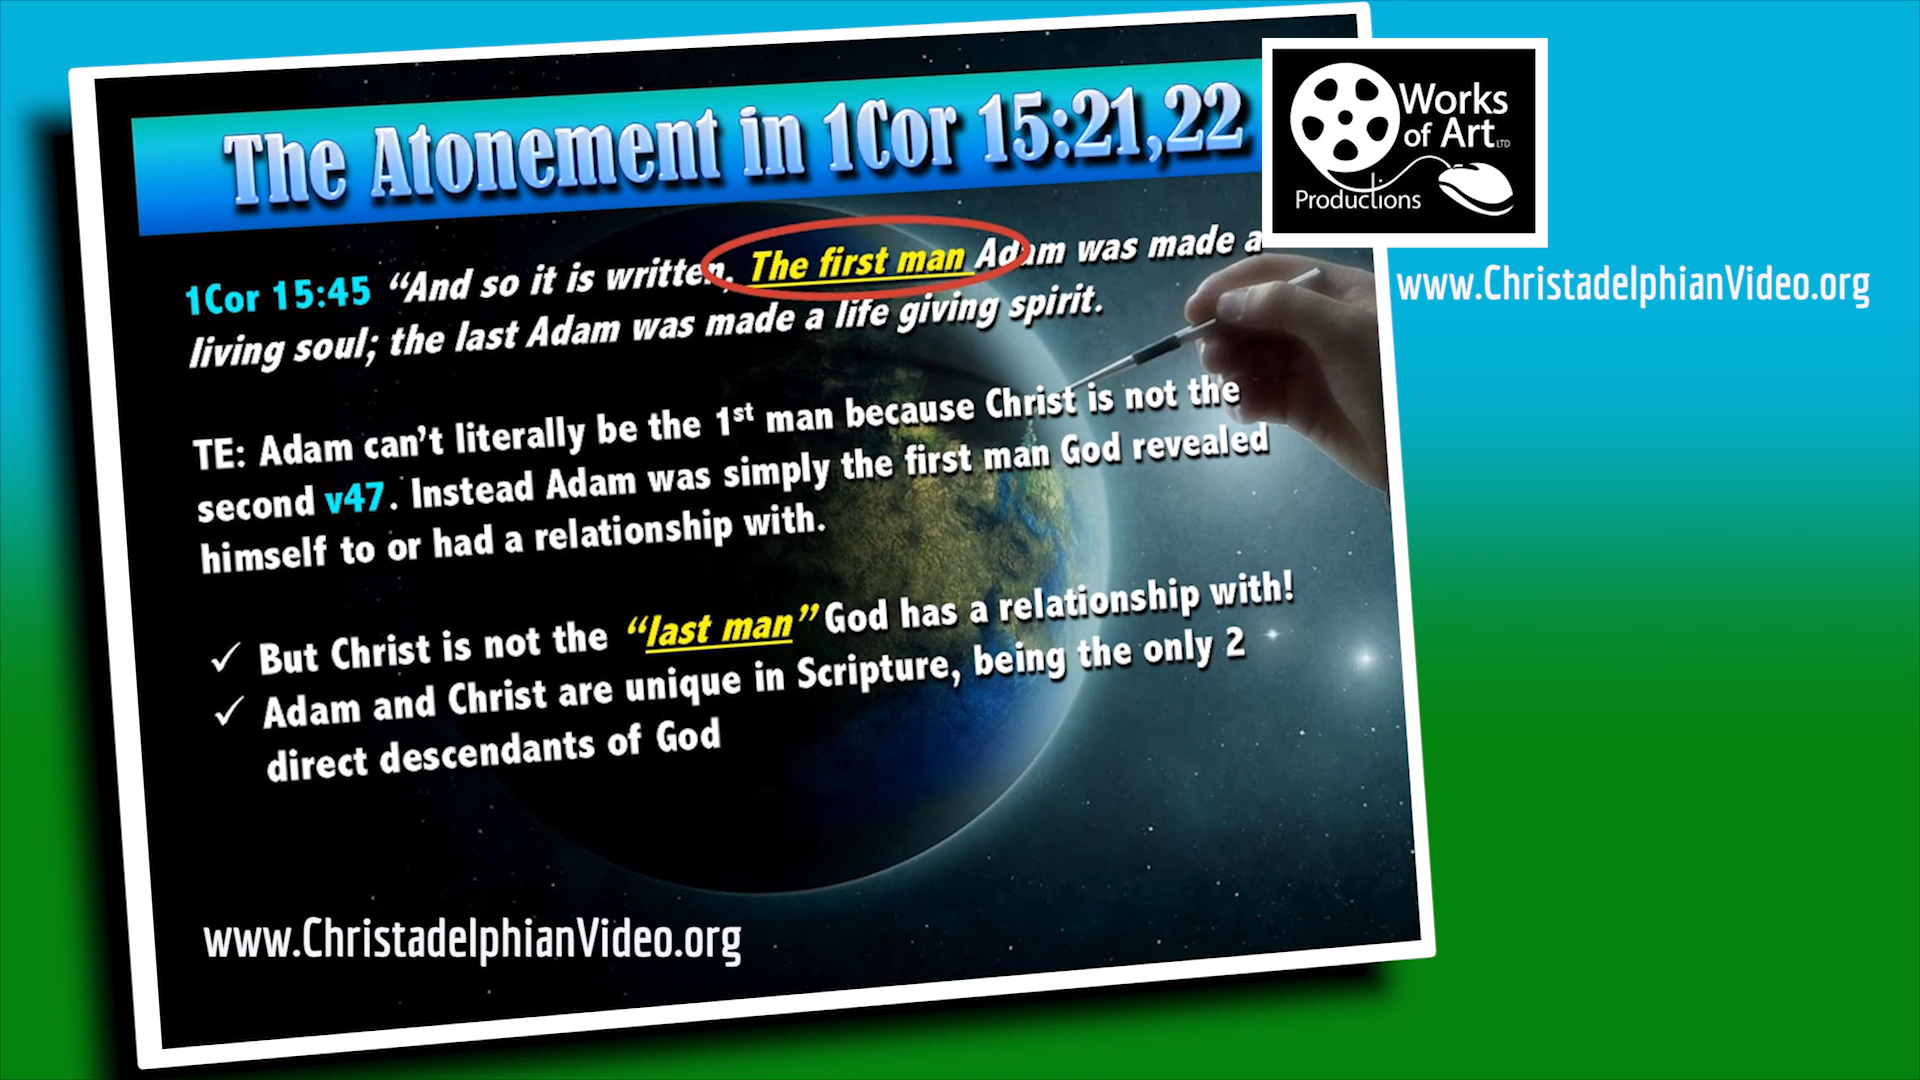 The Atonement in 1Cor 15:21,22
1Cor 15:45 “And so it is written, The first man Adam was made a
living soul; the last Adam was made a life giving spirit.
TE: Adam can’t literally be the 1st man because Christ is not the
second v47. Instead Adam was simply the first man God revealed
himself to or had a relationship with.
✓ But Christ is not the “last man” God has a relationship with!
✓ Adam and Christ are unique in Scripture, being the only 2
direct descendants of God
www.ChristadelphianVideo.org
Works
of Art LTD
Productions
www.ChristadelphianVideo.org